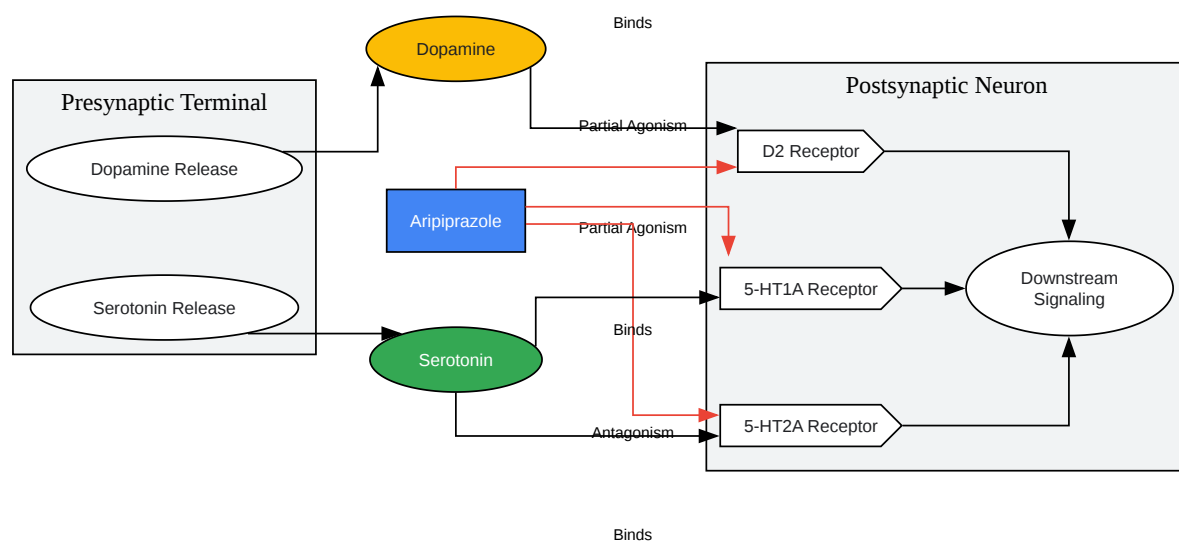 Binds
Dopamine
Presynaptic Terminal
Postsynaptic Neuron
Partial Agonism
D2 Receptor
Dopamine Release
Aripiprazole
Partial Agonism
5-HT1A Receptor
Downstream
Signaling
Serotonin Release
Binds
Serotonin
5-HT2A Receptor
Antagonism
Binds